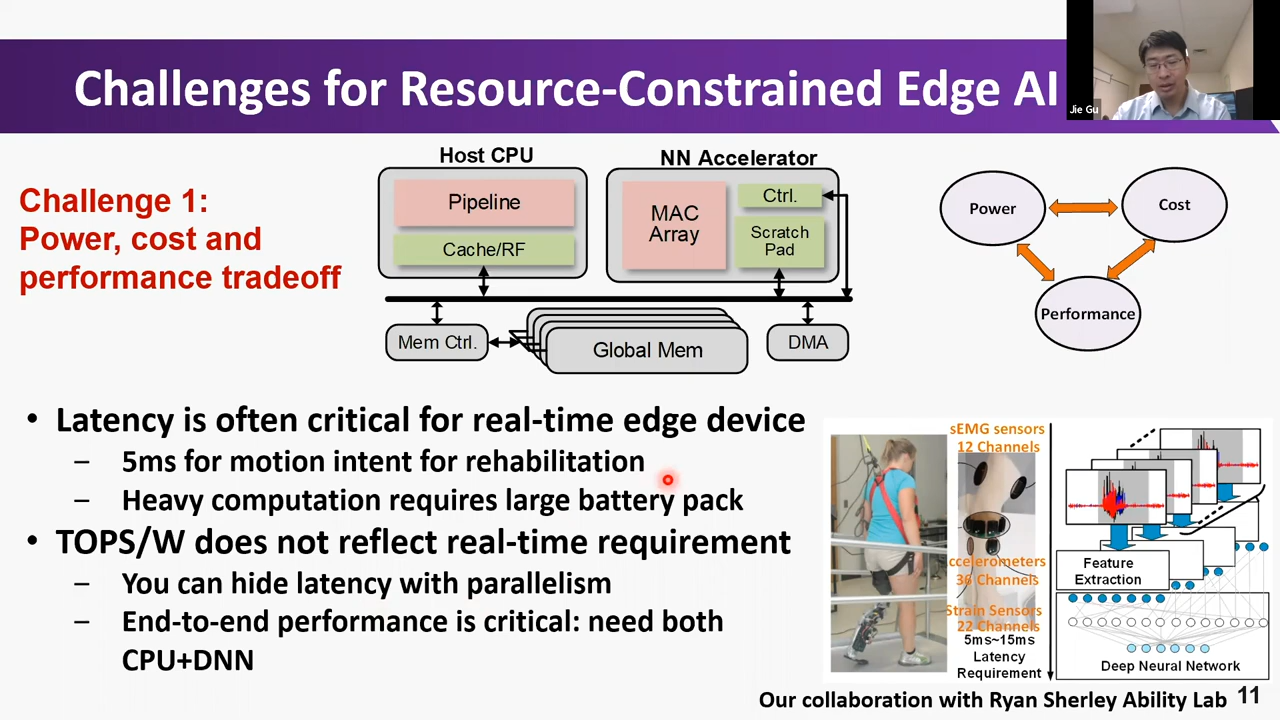 Challenges for Resource-Constrained Edge AI
Jie Gu
Challenge 1:
Power, cost and
performance tradeoff
Host CPU
Pipeline
Cache/RF
NN Accelerator
MAC
Array
Ctrl.
Scratch
Pad
Mem Ctrl.
Global Mem
DMA
Power
Cost
Performance
• Latency is often critical for real-time edge device
– 5ms for motion intent for rehabilitation
– Heavy computation requires large battery pack
• TOPS/W does not reflect real-time requirement
– You can hide latency with parallelism
– End-to-end performance is critical: need both
CPU+DNN
sEMG sensors
12 Channels
ccelerometers
36 Channels
Strain Sensors
22 Channels
5ms~15ms
Latency
Requirement
Feature
Extraction
Deep Neural Network
Our collaboration with Ryan Sherley Ability Lab
11